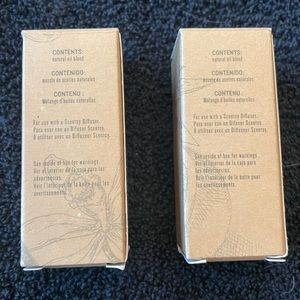 CONTENTS:
natural oil blend
CONTENIDO:
mezcla de aceites naturales
CONTENU :
Mélange d'huiles naturelles
For use with a Scentsy Diffuser.
Para usar con un Difusor Scentsy.
À utiliser avec un Diffuseur Scentsy.
See inside of box for warnings.
Vea el interior de la caja para las
advertencias.
Voir l'intérieur de la boîte pour les
avertissements.
CONTENTS:
natural oil blend
CONTENIDO:
mezcla de aceites naturales
CONTENU :
Mélange d'huiles naturelles
For use with a Scentsy Diffuser.
Para usar con un Difusor Scentsy.
À utiliser avec un Diffuseur Scentsy.
See inside of box for warnings.
Vea el interior de la caja para las
advertencias.
Voir l'intérieur de la boîte pour les
avertissements.